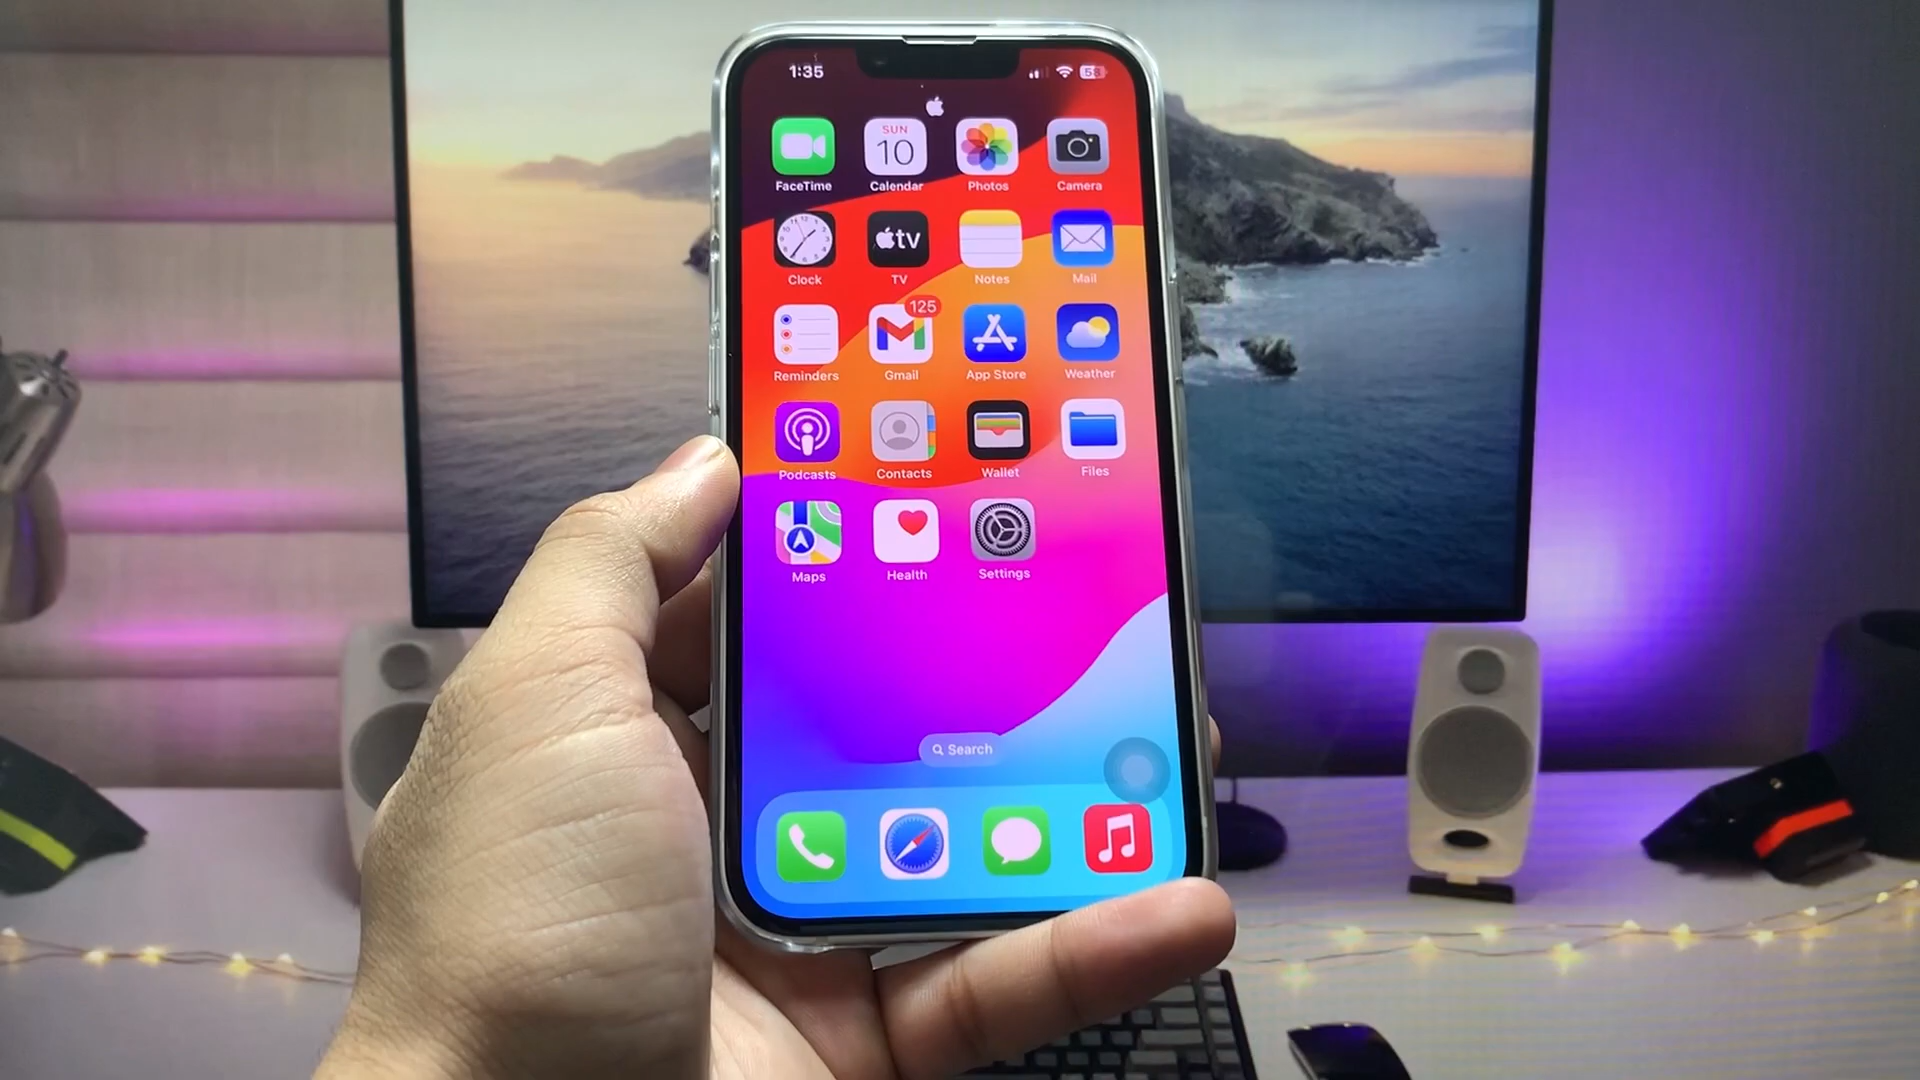 1:35
58
SUN
10
FaceTime
Calendar
Photos
Camera
tv
Clock
TV
Notes
Mail
125
Reminders
Gmail
App Store
Weather
Podcasts
Contacts
Wallet
Files
Maps
Health
Settings
Search